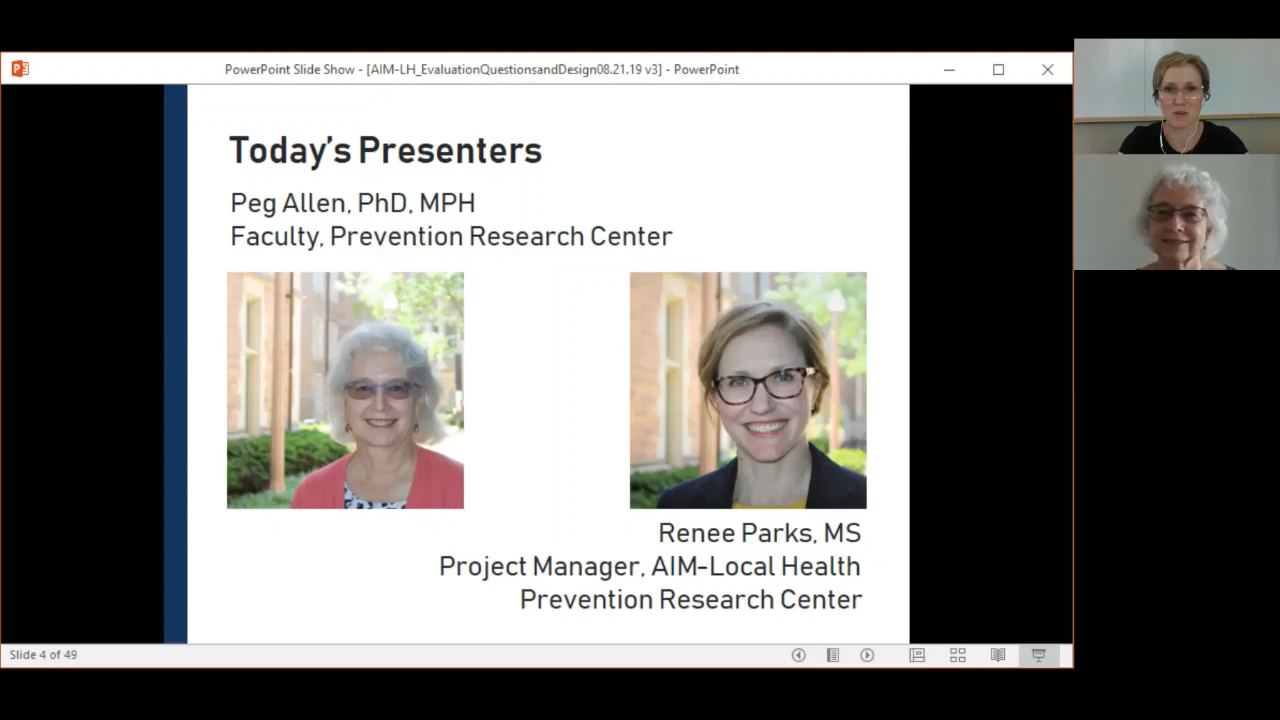 PowerPoint Slide Show - [AIM-LH_EvaluationQuestionsandDesign08.21.19 v3] - PowerPoint
Today's Presenters
Peg Allen, PhD, MPH
Faculty, Prevention Research Center
Renee Parks, MS
Project Manager, AIM-Local Health
Prevention Research Center
Slide 4 of 49